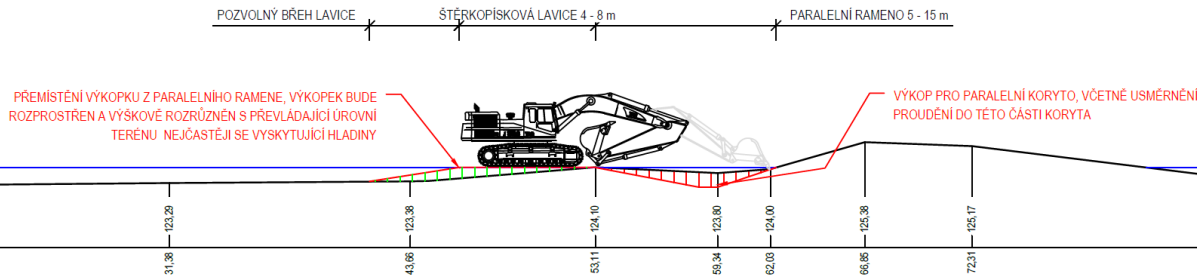 POZVOLNÝ BŘEH LAVICE
ŠTĚRKOPÍSKOVÁ LAVICE 4 - 8 m
PARALELNÍ RAMENO 5 - 15 m
PŘEMÍSTĚNÍ VÝKOPKU Z PARALELNÍHO RAMENE, VÝKOPEK BUDE
ROZPROSTŘEN A VÝŠKOVĚ ROZRŮZNĚN S PŘEVLÁDAJÍCÍ ÚROVNÍ
TERÉNU NEJČASTĚJI SE VYSKYTUJÍCÍ HLADINY
VÝKOP PRO PARALELNÍ KORYTO, VČETNĚ USMĚRNĚNÍ
PROUDĚNÍ DO TÉTO ČÁSTI KORYTA
123,29
123,38
124,10
123,80
124,00
125,38
125,17
31,38
43,66
53,11
59,34
62,03
66,85
72,31